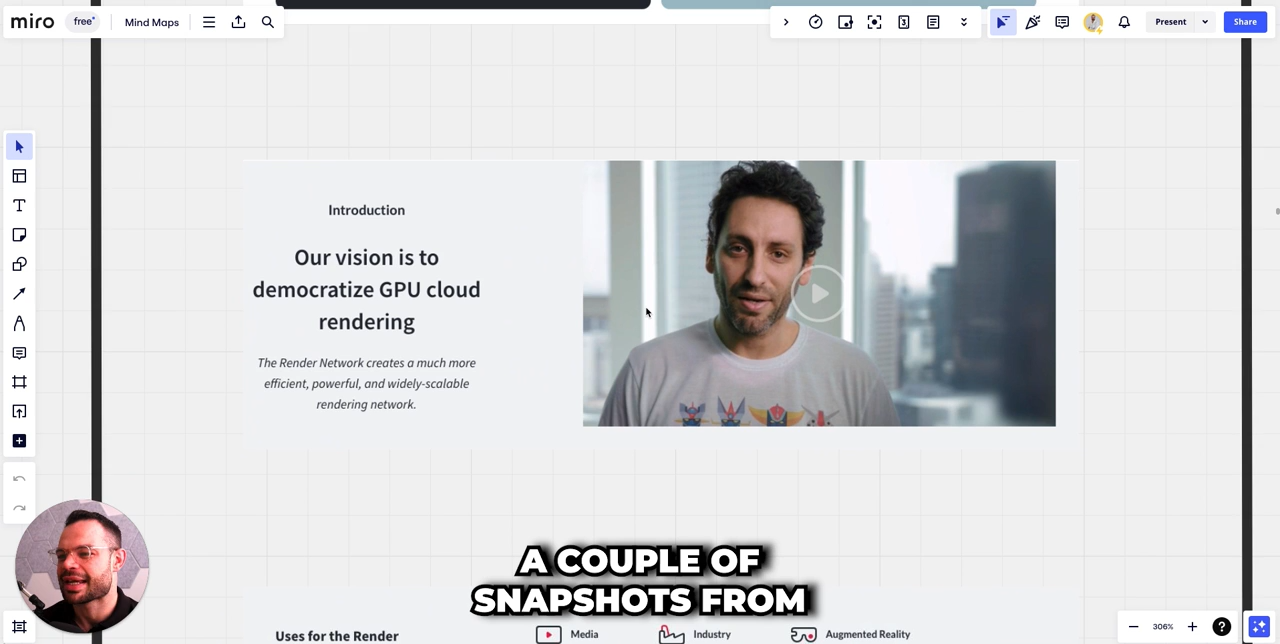 miro free Mind Maps 3 Present Share
Introduction
Our vision is to
democratize GPU cloud
rendering
The Render Network creates a much more
efficient, powerful, and widely-scalable
rendering network.
A COUPLE OF
SNAPSHOTS FROM
Uses for the Render Media Industry Augmented Reality
306% ?